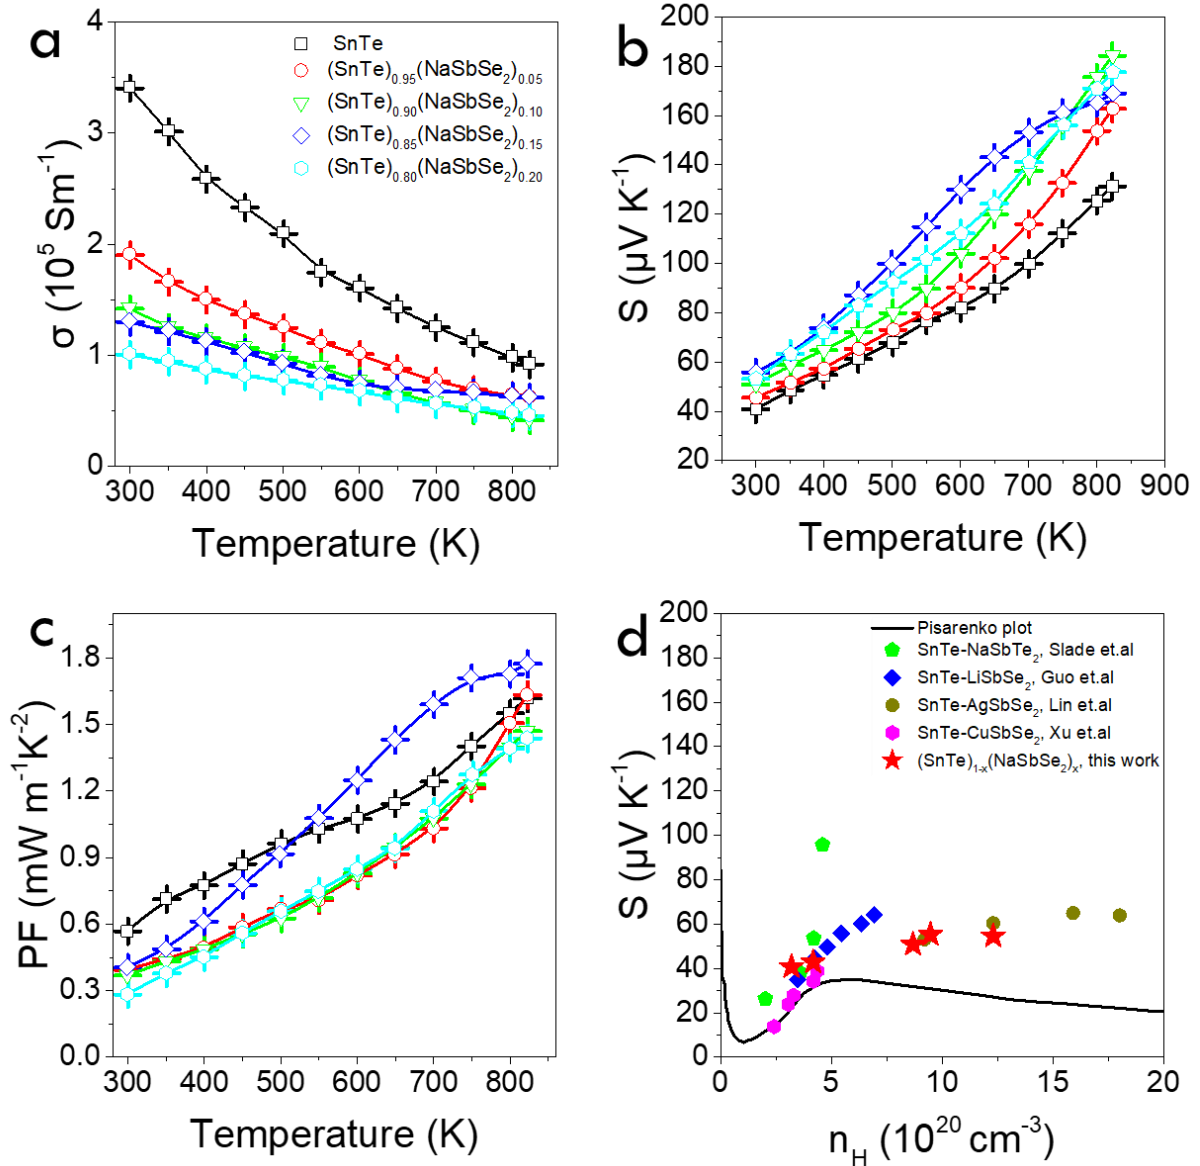 a
4
3
2
1
0
σ (10⁵ Sm⁻¹)
SnTe
(SnTe)₀.₉₅(NaSbSe₂)₀.₀₅
(SnTe)₀.₉₀(NaSbSe₂)₀.₁₀
(SnTe)₀.₈₅(NaSbSe₂)₀.₁₅
(SnTe)₀.₈₀(NaSbSe₂)₀.₂₀
300 400 500 600 700 800
Temperature (K)
b
200
180
160
140
120
100
80
60
40
20
S (µV K⁻¹)
300 400 500 600 700 800 900
Temperature (K)
c
1.8
1.5
1.2
0.9
0.6
0.3
0.0
PF (mW m⁻¹K⁻²)
300 400 500 600 700 800
Temperature (K)
d
200
180
160
140
120
100
80
60
40
20
0
S (µV K⁻¹)
Pisarenko plot
SnTe-NaSbTe₂, Slade et.al
SnTe-LiSbSe₂, Guo et.al
SnTe-AgSbSe₂, Lin et.al
SnTe-CuSbSe₂, Xu et.al
(SnTe)₁₋ₓ(NaSbSe₂)ₓ, this work
0 5 10 15 20
n_H (10²⁰ cm⁻³)